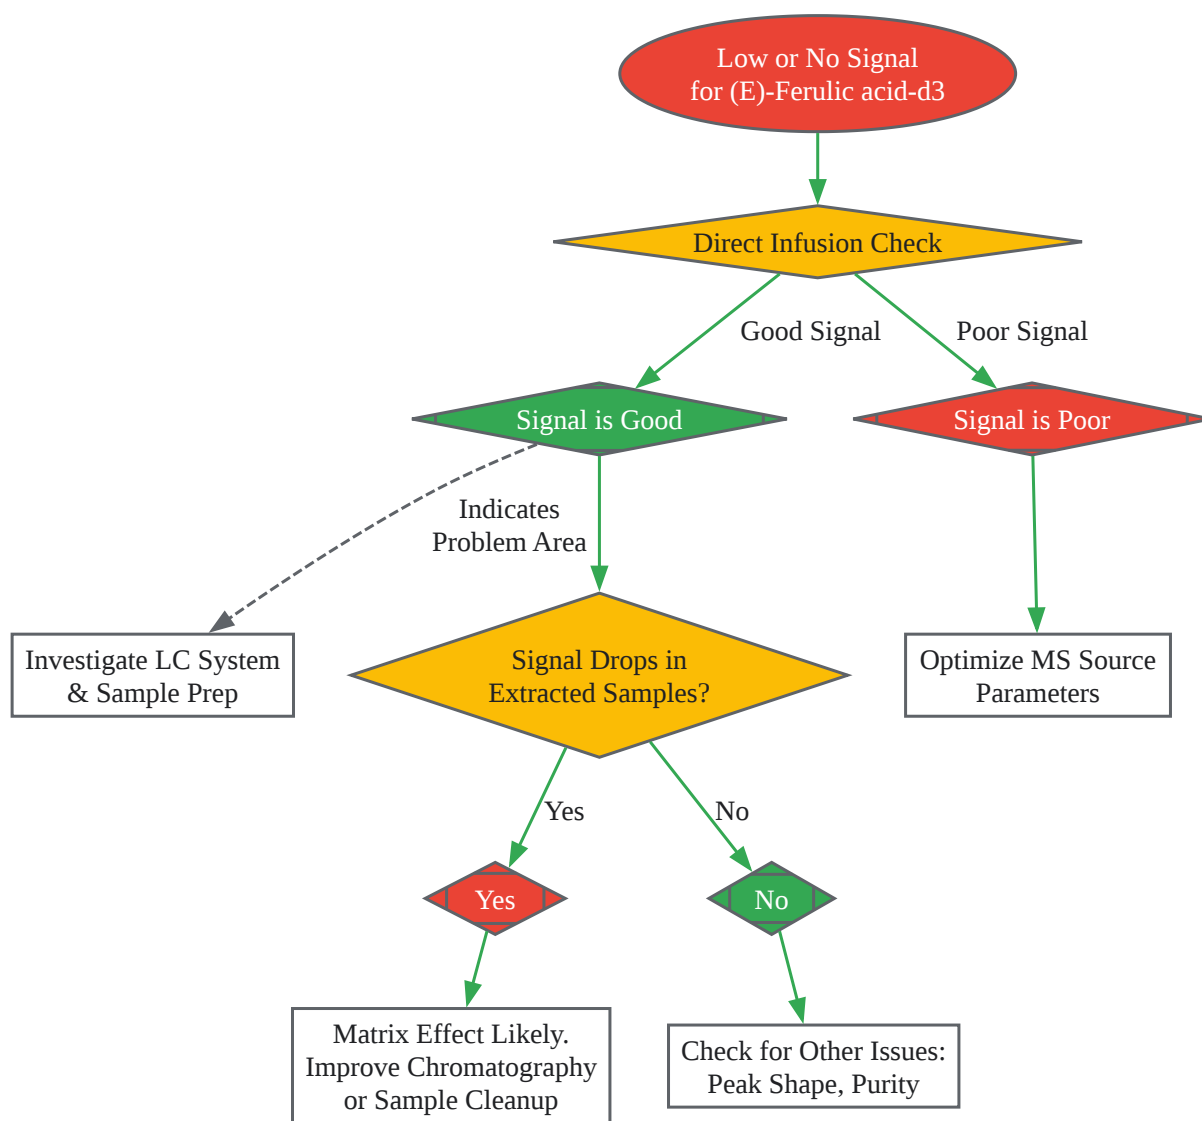 Low or No Signal
for (E)-Ferulic acid-d3
Direct Infusion Check
Good Signal
Poor Signal
Signal is Good
Signal is Poor
Indicates
Problem Area
Investigate LC System
& Sample Prep
Signal Drops in
Extracted Samples?
Optimize MS Source
Parameters
Yes
No
Yes
No
Matrix Effect Likely.
Improve Chromatography
or Sample Cleanup
Check for Other Issues:
Peak Shape, Purity